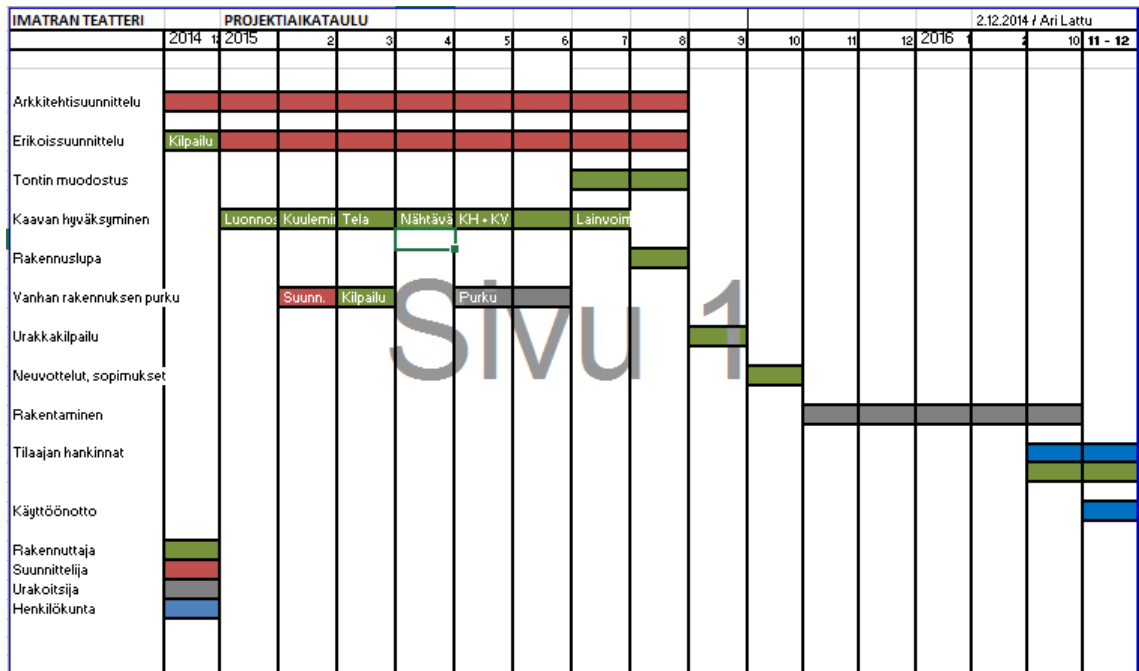 IMATRAN TEATTERI PROJEKTIAIKATAULU 2.12.2014 / Ari Lattu
2014 2015 2 3 4 5 6 7 8 9 10 11 12 2016 10 11 - 12
Arkkitehtisuunnittelu
Erikoissuunnittelu Kilpailu
Tontin muodostus
Kaavan hyväksyminen Luonnos Kuulemi Tela Nähtävä KH + KV Lainvoim
Rakennuslupa
Vanhan rakennuksen purku Suunn. Kilpailu Purku
Sivu 1
Urakkakilpailu
Neuvottelut, sopimukset
Rakentaminen
Tilaajan hankinnat
Käyttöönotto
Rakennuttaja
Suunnittelija
Urakoitsija
Henkilökunta